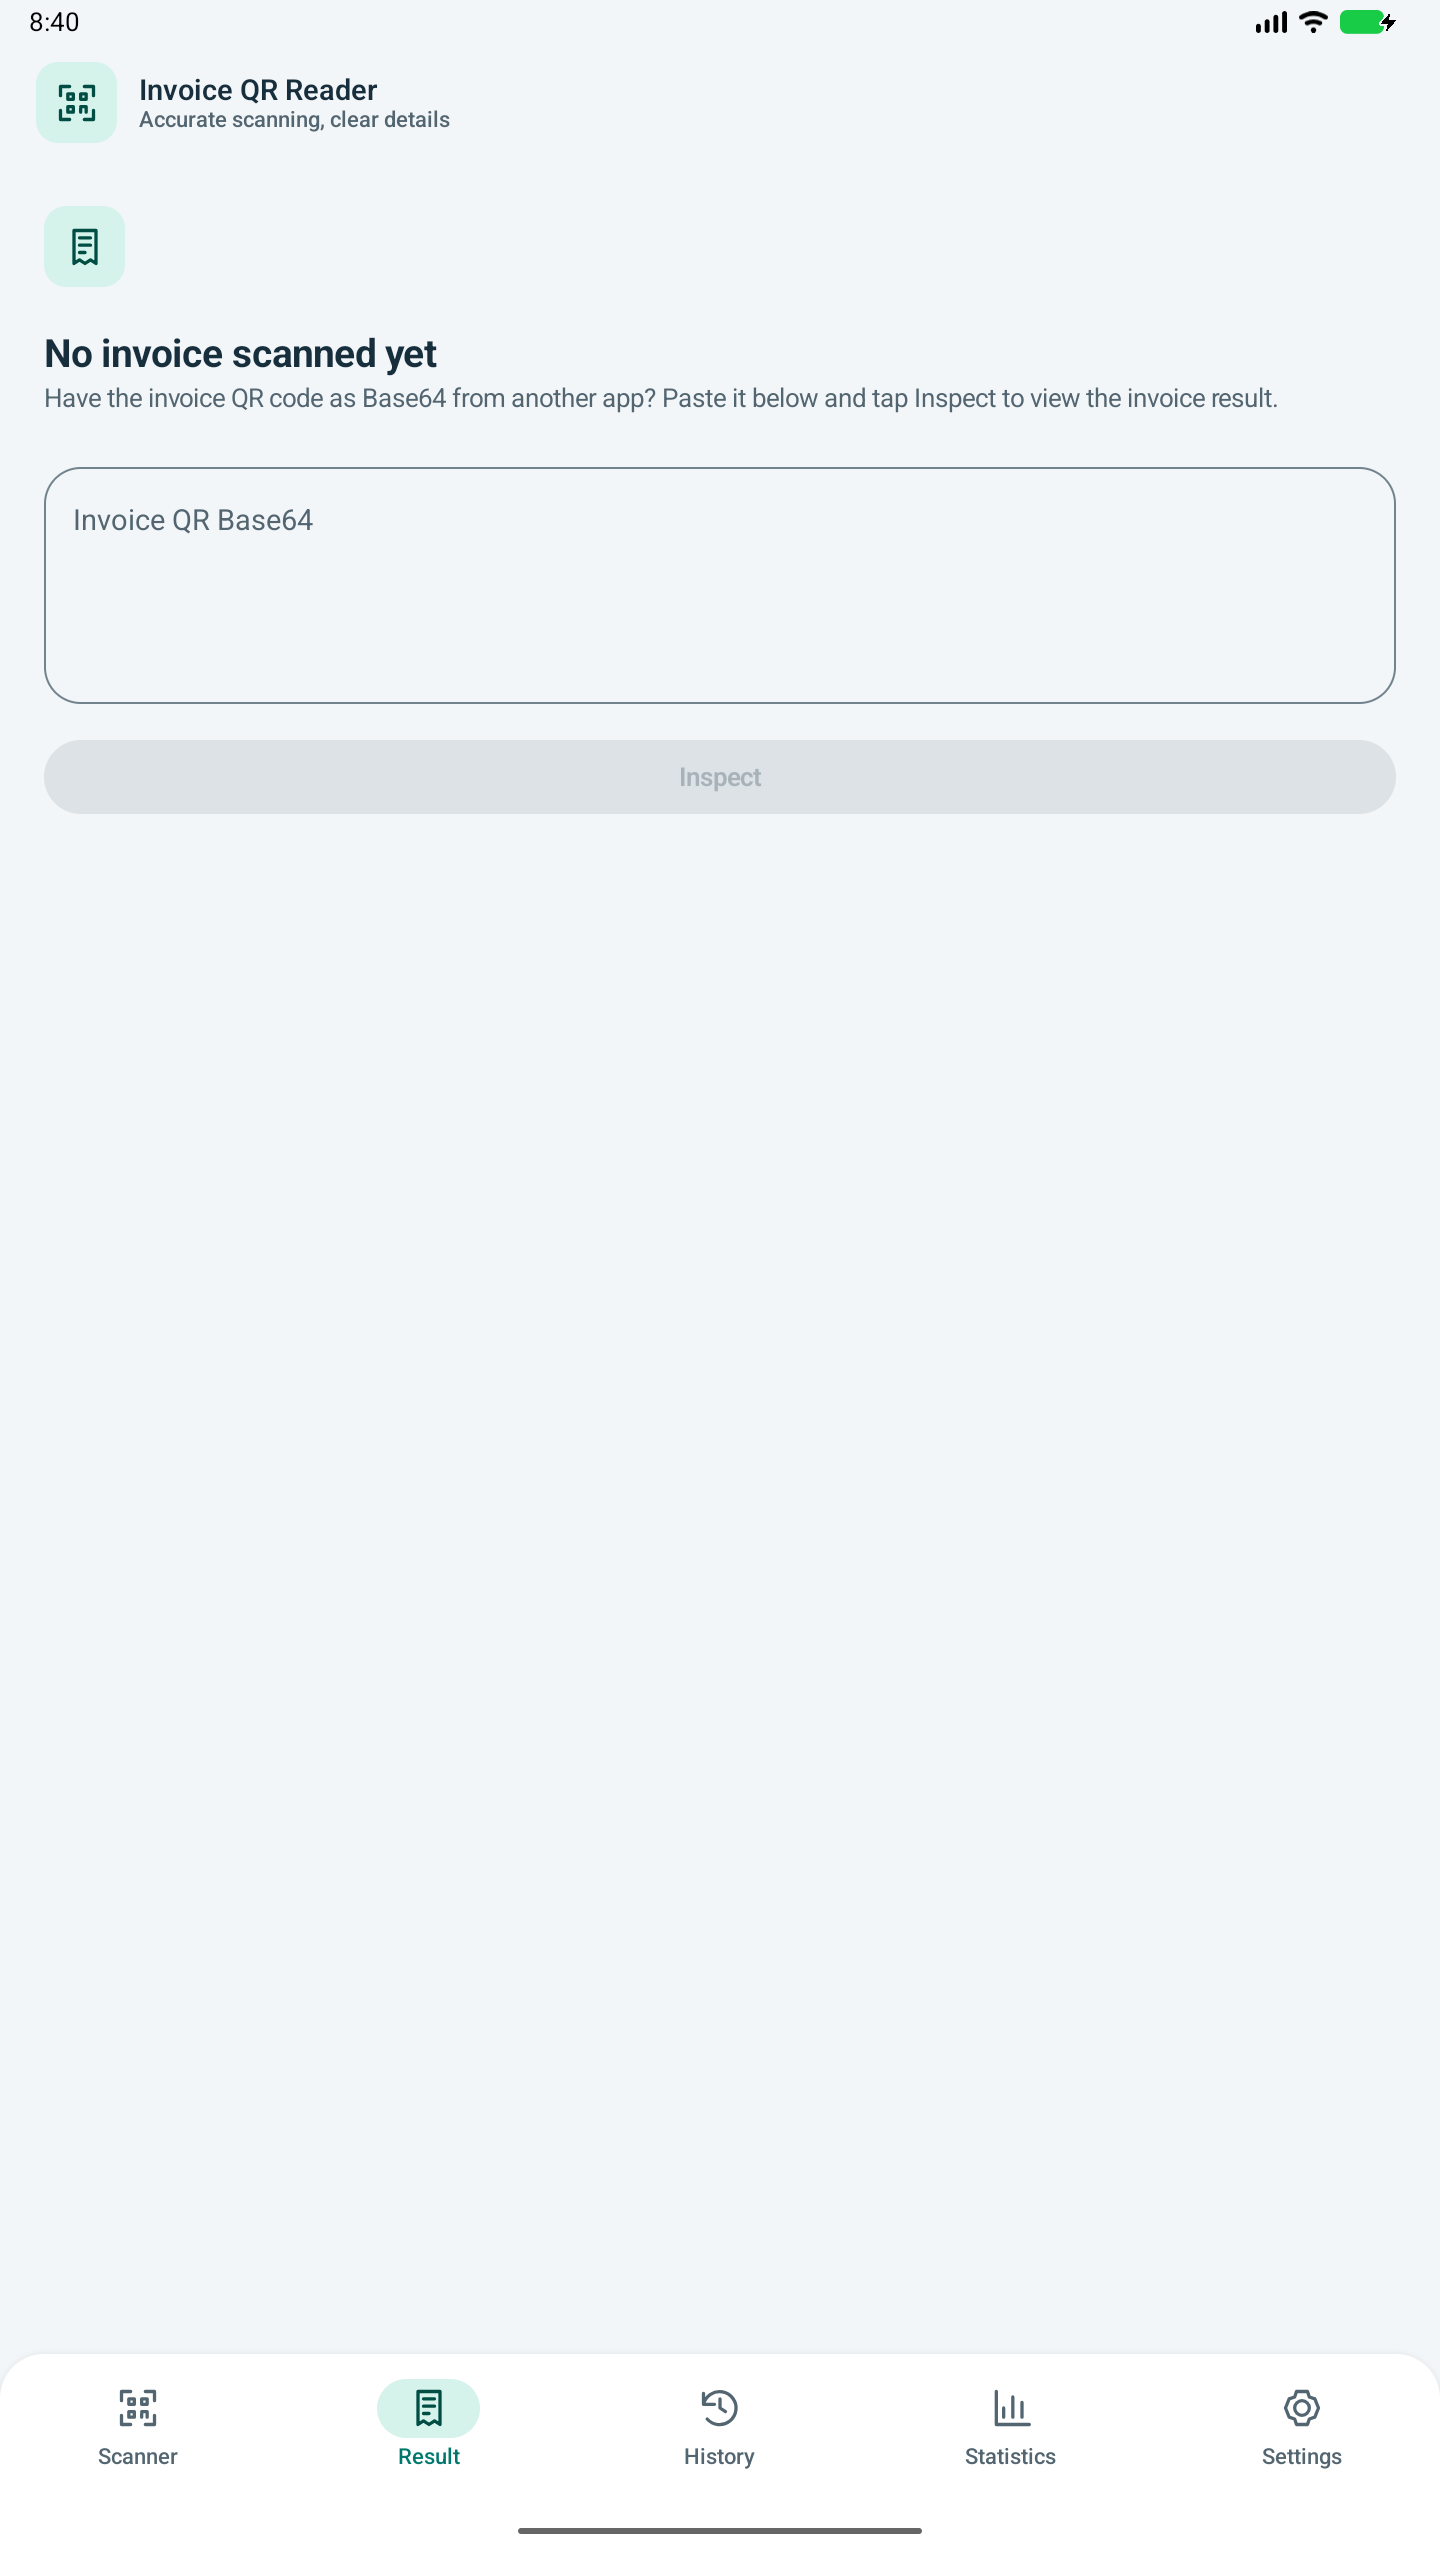 8:40
Invoice QR Reader
Accurate scanning, clear details
No invoice scanned yet
Have the invoice QR code as Base64 from another app? Paste it below and tap Inspect to view the invoice result.
Invoice QR Base64
Inspect
Scanner
Result
History
Statistics
Settings